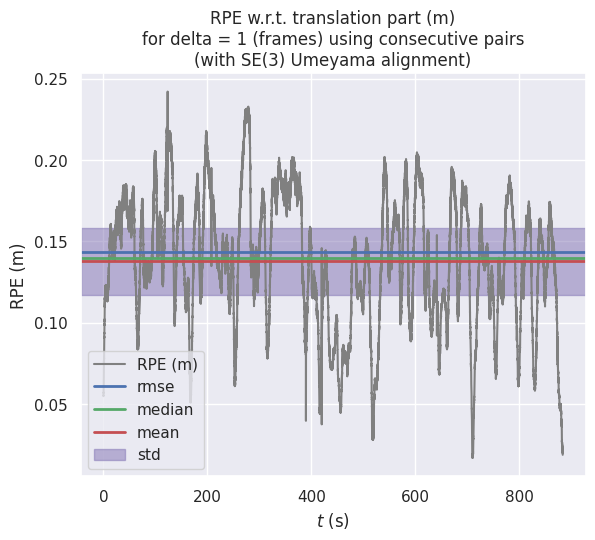 RPE w.r.t. translation part (m)
for delta = 1 (frames) using consecutive pairs
(with SE(3) Umeyama alignment)
0.25
0.20
0.15
0.10
0.05
RPE (m)
RPE (m)
rmse
median
mean
std
0 200 400 600 800
t (s)